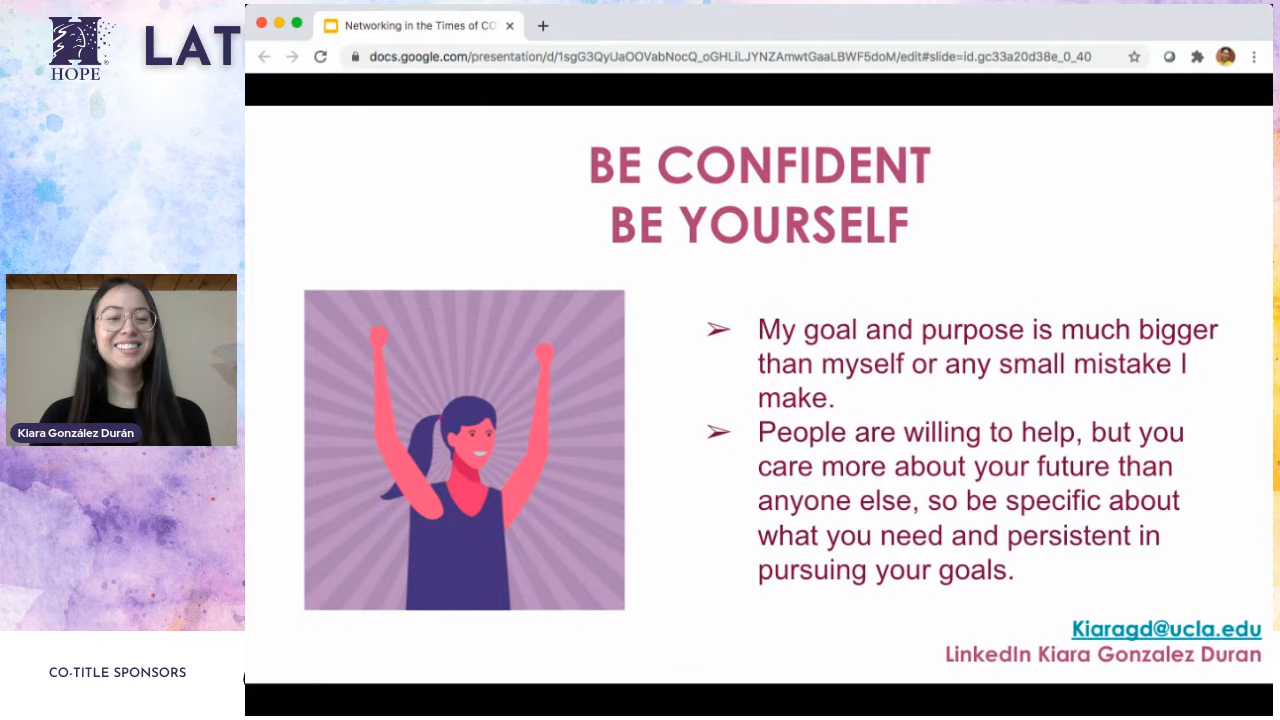 HOPE
LAT
Networking in the Times of CO
docs.google.com/presentation/d/1sgG3QyUaOOVabNocQ_oGHLiLJYNZAmwtGaaLBWF5doM/edit#slide=id.gc33a20d38e_0_40
BE CONFIDENT
BE YOURSELF
➢ My goal and purpose is much bigger
than myself or any small mistake I
make.
➢ People are willing to help, but you
care more about your future than
anyone else, so be specific about
what you need and persistent in
pursuing your goals.
Kiaragd@ucla.edu
LinkedIn Kiara Gonzalez Duran
Kiara González Durán
CO-TITLE SPONSORS